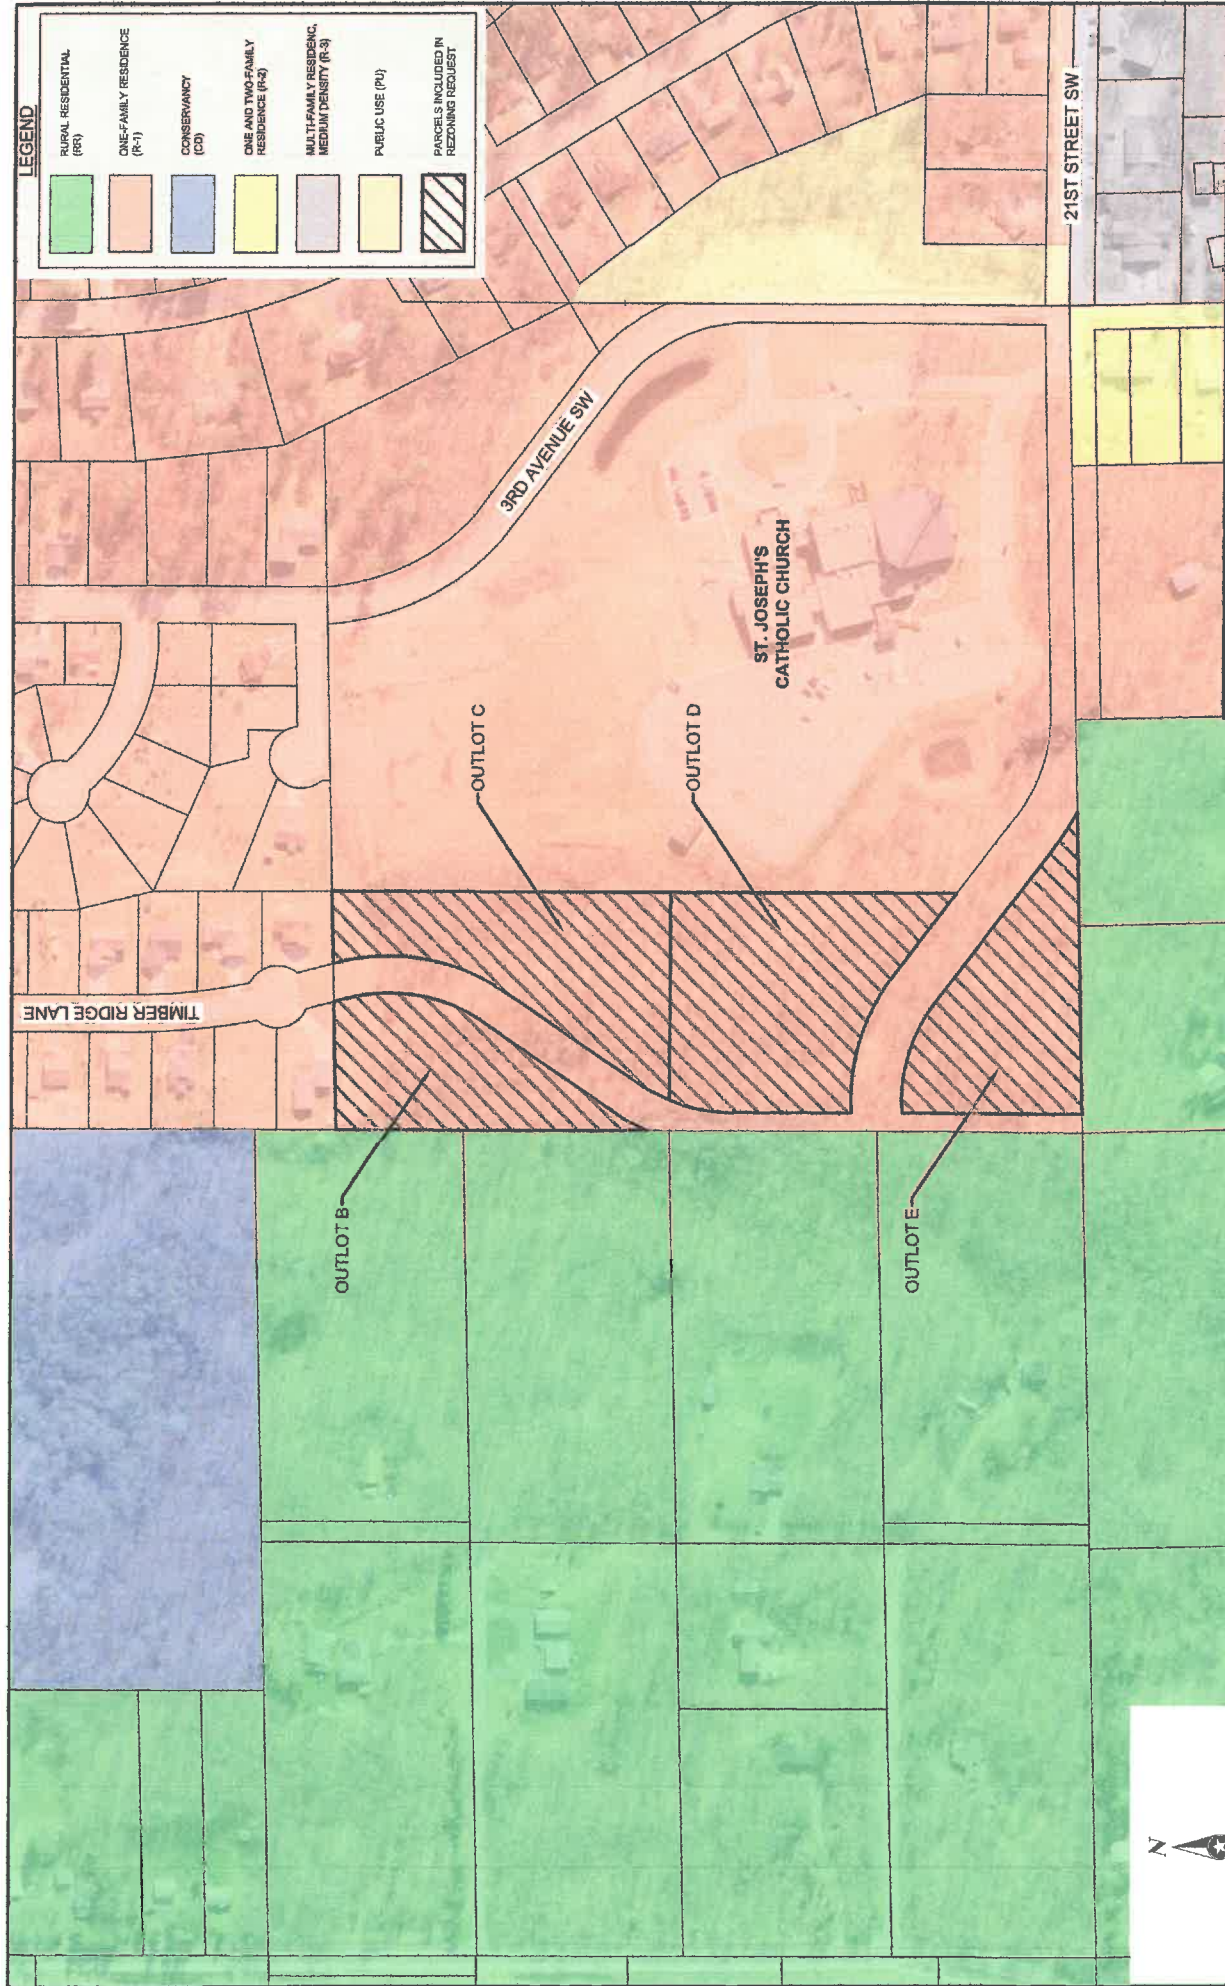 LEGEND
RURAL RESIDENTIAL
(RR)
ONE-FAMILY RESIDENCE
(R-1)
CONSERVANCY
(CO)
ONE AND TWO-FAMILY
RESIDENCE (R-2)
MULTI-FAMILY RESIDENC,
MEDIUM DENSITY (R-3)
PUBLIC USE (PU)
PARCELS INCLUDED IN
REZONING REQUEST
TIMBER RIDGE LANE
3RD AVENUE SW
21ST STREET SW
ST. JOSEPH'S
CATHOLIC CHURCH
OUTLOT B
OUTLOT C
OUTLOT D
OUTLOT E
N